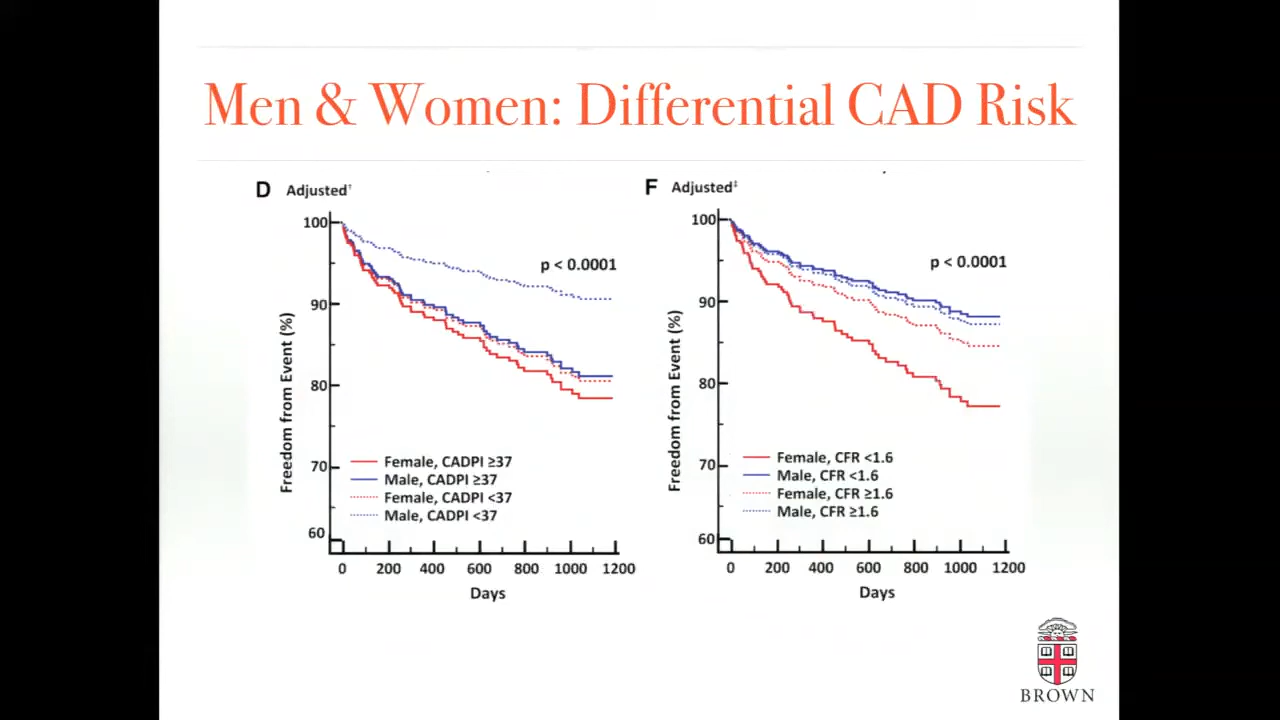 Men & Women: Differential CAD Risk
D Adjusted†
Freedom from Event (%)
100
90
80
70
60
p < 0.0001
Female, CADPI ≥37
Male, CADPI ≥37
Female, CADPI <37
Male, CADPI <37
0 200 400 600 800 1000 1200
Days
F Adjusted‡
Freedom from Event (%)
100
90
80
70
60
p < 0.0001
Female, CFR <1.6
Male, CFR <1.6
Female, CFR ≥1.6
Male, CFR ≥1.6
0 200 400 600 800 1000 1200
Days
BROWN